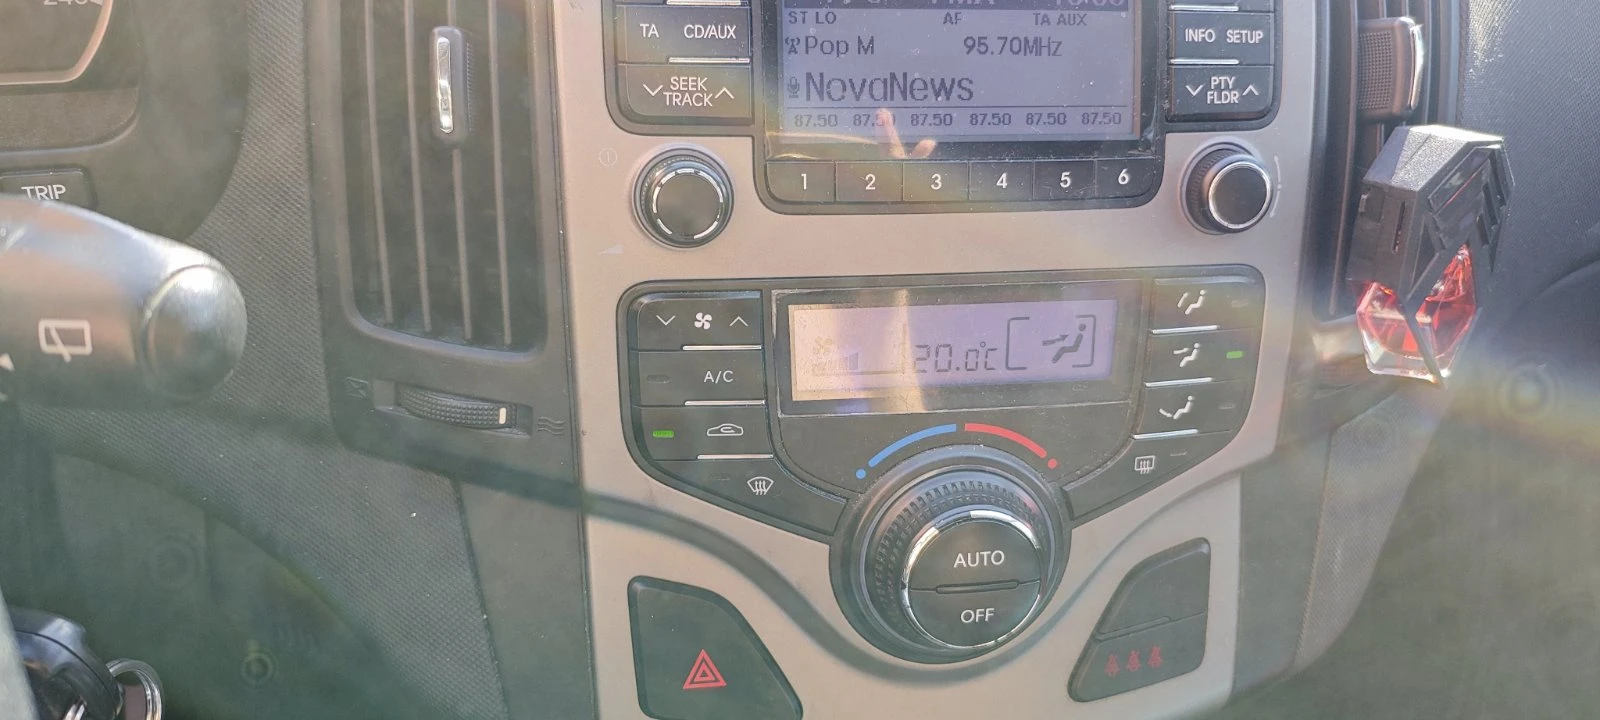 TA CD/AUX
SEEK
TRACK
ST LO AF TA AUX
Pop M 95.70MHz
NovaNews
87.50 87.50 87.50 87.50 87.50 87.50
INFO SETUP
PTY
FLDR
1 2 3 4 5 6
TRIP
A/C
20.0°C
AUTO
OFF